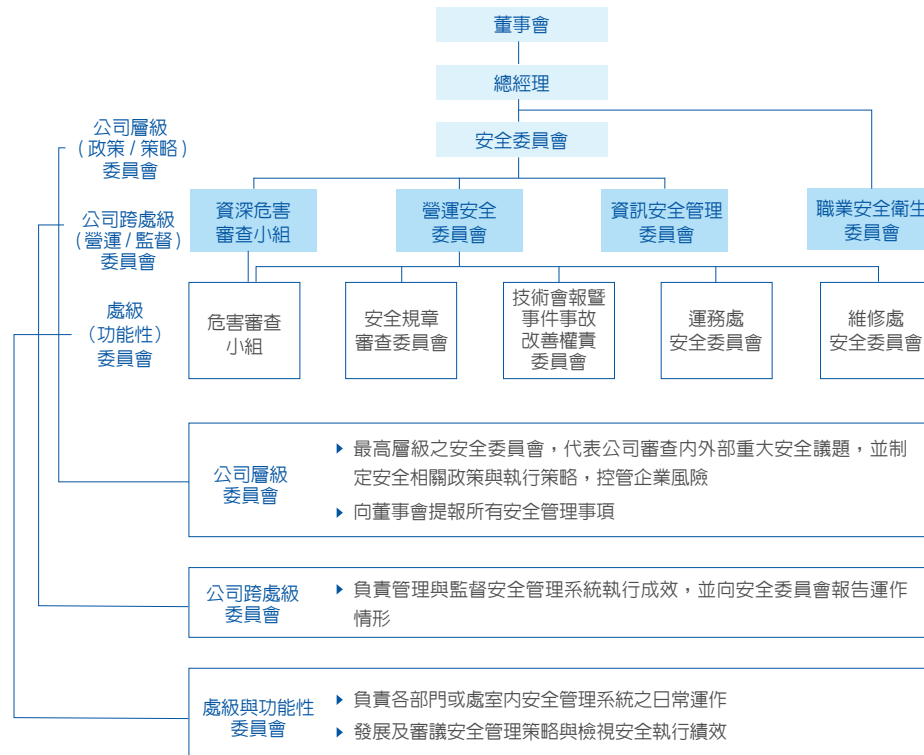 董事會
總經理
安全委員會
公司層級
(政策/策略)
委員會
資深危害
審查小組
營運安全
委員會
資訊安全管理
委員會
職業安全衛生
委員會
公司跨處級
(營運/監督)
委員會
處級
(功能性)
委員會
危害審查
小組
安全規章
審查委員會
技術會報暨
事件事故
改善權責
委員會
運務處
安全委員會
維修處
安全委員會
公司層級
委員會
▶ 最高層級之安全委員會,代表公司審查內外部重大安全議題,並制
定安全相關政策與執行策略,控管企業風險
▶ 向董事會提報所有安全管理事項
公司跨處級
委員會
▶ 負責管理與監督安全管理系統執行成效,並向安全委員會報告運作
情形
處級與功能性
委員會
▶ 負責各部門或處室內安全管理系統之日常運作
▶ 發展及審議安全管理策略與檢視安全執行績效